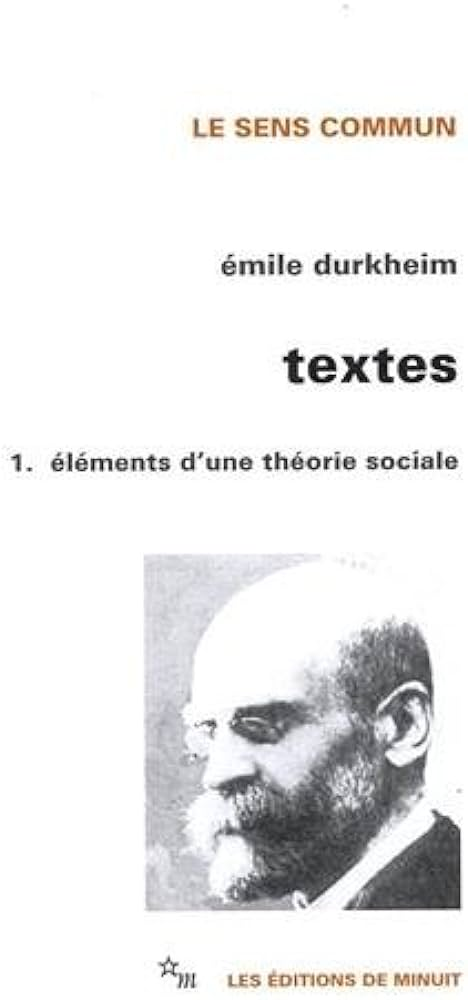 LE SENS COMMUN
émile durkheim
textes
1. éléments d'une théorie sociale
m LES ÉDITIONS DE MINUIT